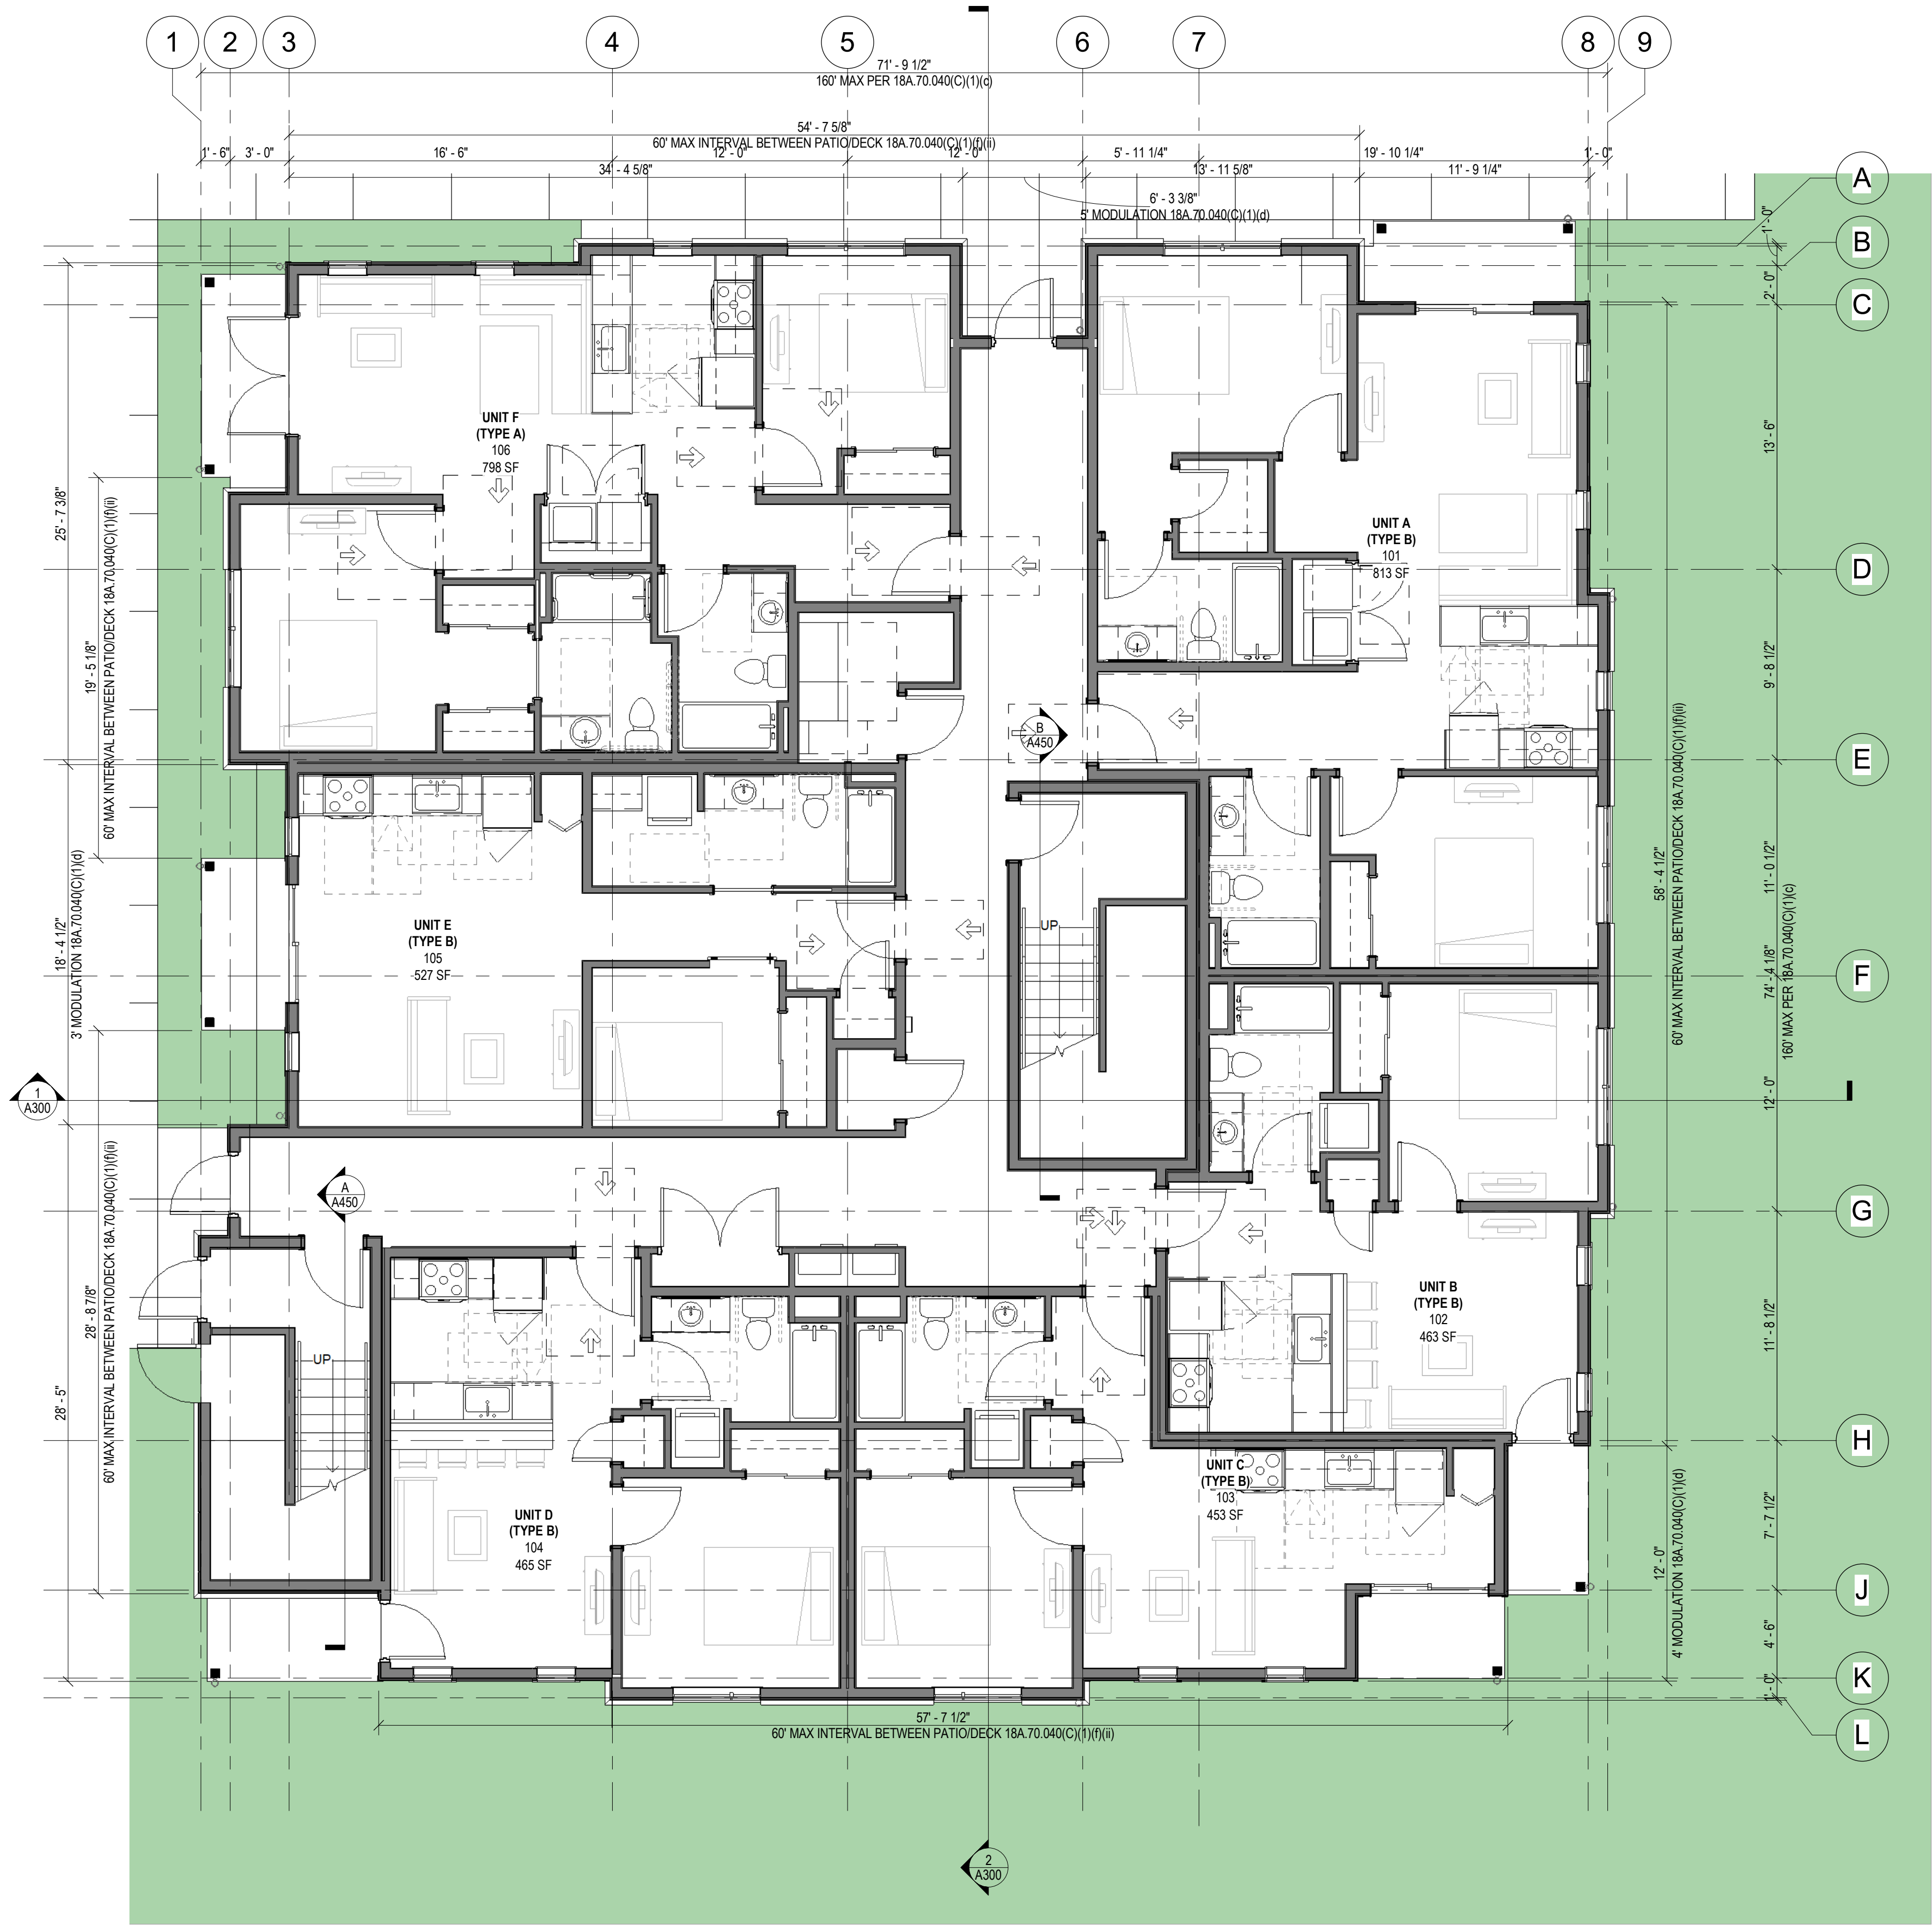 1 2 3 4 5 6 7 8 9
71' - 9 1/2"
160' MAX PER 18A.70.040(C)(1)(c)
54' - 7 5/8"
60' MAX INTERVAL BETWEEN PATIO/DECK 18A.70.040(C)(1)(f)(ii)
1' - 6" 3' - 0" 16' - 6" 12' - 0" 12' - 0" 5' - 11 1/4" 19' - 10 1/4" 1' - 0"
34' - 4 5/8" 13' - 11 5/8" 11' - 9 1/4"
6' - 3 3/8"
5' MODULATION 18A.70.040(C)(1)(d)
A
B
C
D
E
F
G
H
J
K
L
1' - 0"
2' - 0"
13' - 6"
9' - 8 1/2"
11' - 0 1/2"
12' - 0"
11' - 8 1/2"
7' - 7 1/2"
4' - 6"
1' - 0"
74' - 4 1/8"
160' MAX PER 18A.70.040(C)(1)(c)
58' - 4 1/2"
60' MAX INTERVAL BETWEEN PATIO/DECK 18A.70.040(C)(1)(f)(ii)
12' - 0"
4' MODULATION 18A.70.040(C)(1)(d)
25' - 7 3/8"
19' - 5 1/8"
60' MAX INTERVAL BETWEEN PATIO/DECK 18A.70.040(C)(1)(f)(ii)
18' - 4 1/2"
3' MODULATION 18A.70.040(C)(1)(d)
28' - 8 7/8"
60' MAX INTERVAL BETWEEN PATIO/DECK 18A.70.040(C)(1)(f)(ii)
28' - 5"
UNIT F
(TYPE A)
106
798 SF
UNIT A
(TYPE B)
101
813 SF
B
A450
UNIT E
(TYPE B)
105
527 SF
UP
1
A300
A
A450
UNIT B
(TYPE B)
102
463 SF
UP
UNIT C
(TYPE B)
103
453 SF
UNIT D
(TYPE B)
104
465 SF
57' - 7 1/2"
60' MAX INTERVAL BETWEEN PATIO/DECK 18A.70.040(C)(1)(f)(ii)
2
A300